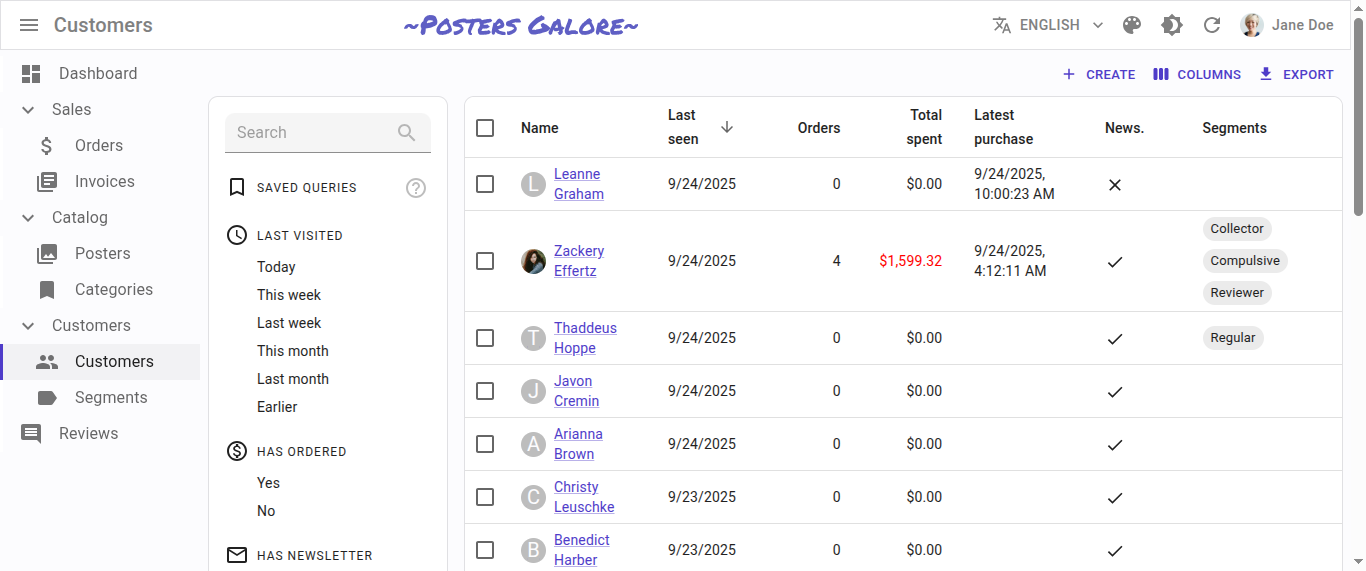 Customers
~Posters Galore~
ENGLISH
Jane Doe
Dashboard
Sales
Orders
Invoices
Catalog
Posters
Categories
Customers
Customers
Segments
Reviews
CREATE
COLUMNS
EXPORT
Search
SAVED QUERIES
?
LAST VISITED
Today
This week
Last week
This month
Last month
Earlier
HAS ORDERED
Yes
No
HAS NEWSLETTER
Name
Last seen
Orders
Total spent
Latest purchase
News.
Segments
L
Leanne Graham
9/24/2025
0
$0.00
9/24/2025, 10:00:23 AM
Zackery Effertz
9/24/2025
4
$1,599.32
9/24/2025, 4:12:11 AM
Collector
Compulsive
Reviewer
T
Thaddeus Hoppe
9/24/2025
0
$0.00
Regular
J
Javon Cremin
9/24/2025
0
$0.00
A
Arianna Brown
9/24/2025
0
$0.00
C
Christy Leuschke
9/23/2025
0
$0.00
B
Benedict Harber
9/23/2025
0
$0.00